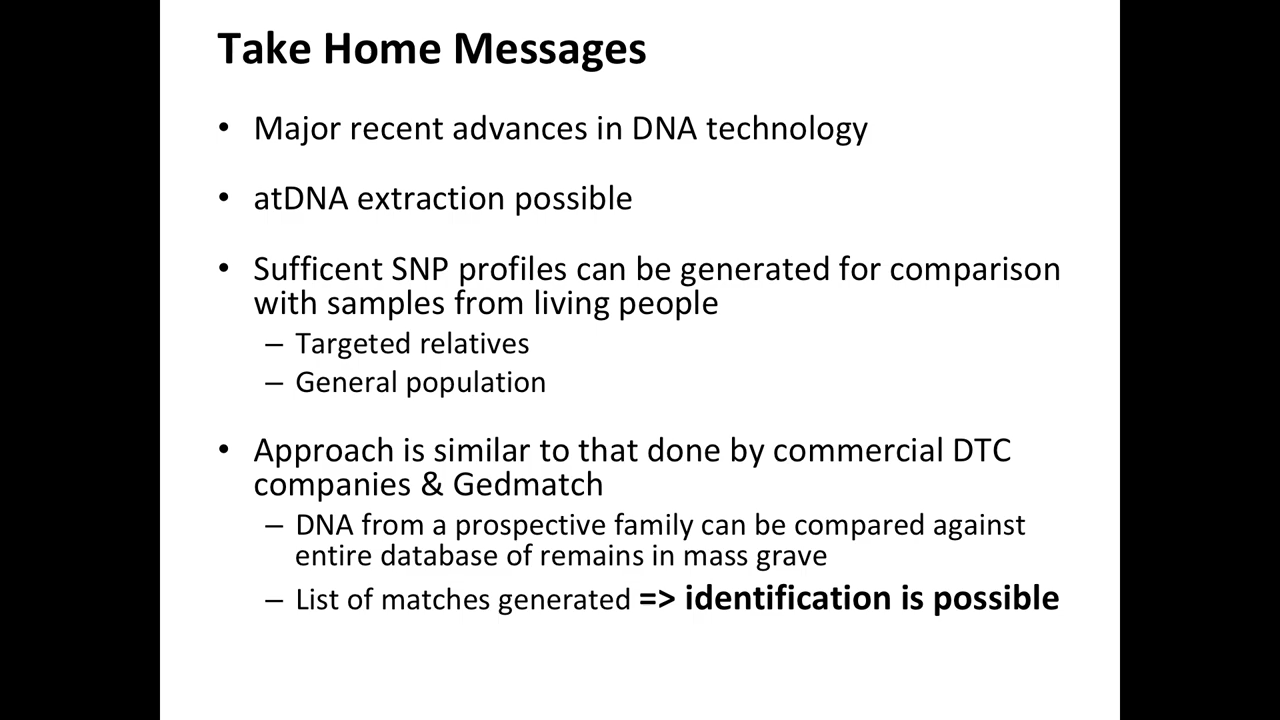 Take Home Messages
• Major recent advances in DNA technology
• atDNA extraction possible
• Sufficent SNP profiles can be generated for comparison
with samples from living people
– Targeted relatives
– General population
• Approach is similar to that done by commercial DTC
companies & Gedmatch
– DNA from a prospective family can be compared against
entire database of remains in mass grave
– List of matches generated => identification is possible